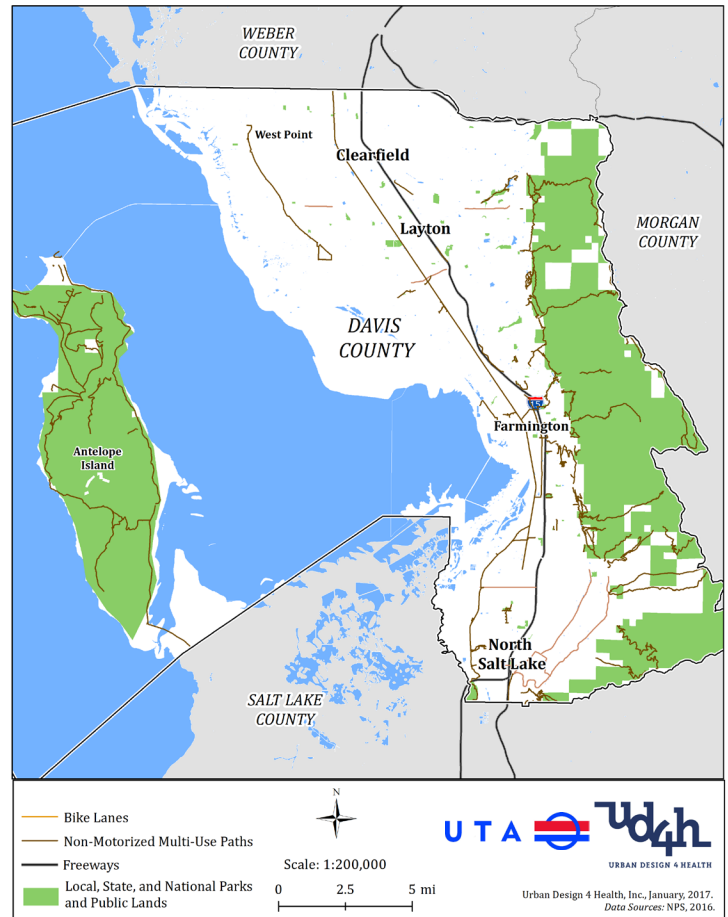 WEBER
COUNTY
West Point
Clearfield
Layton
MORGAN
COUNTY
DAVIS
COUNTY
15
Farmington
Antelope
Island
North
Salt Lake
SALT LAKE
COUNTY
Bike Lanes
Non-Motorized Multi-Use Paths
Freeways
Local, State, and National Parks
and Public Lands
N
Scale: 1:200,000
0 2.5 5 mi
UTA
ud4h
URBAN DESIGN 4 HEALTH
Urban Design 4 Health, Inc., January, 2017.
Data Sources: NPS, 2016.